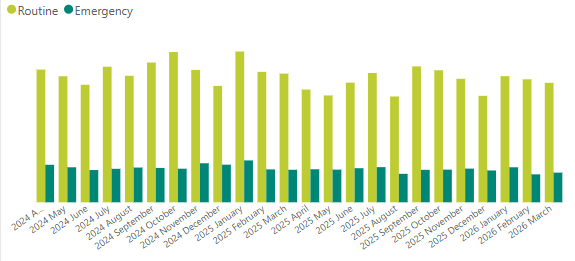 Routine Emergency
2024 A...
2024 May
2024 June
2024 July
2024 August
2024 September
2024 October
2024 November
2024 December
2025 January
2025 February
2025 March
2025 April
2025 May
2025 June
2025 July
2025 August
2025 September
2025 October
2025 November
2025 December
2026 January
2026 February
2026 March